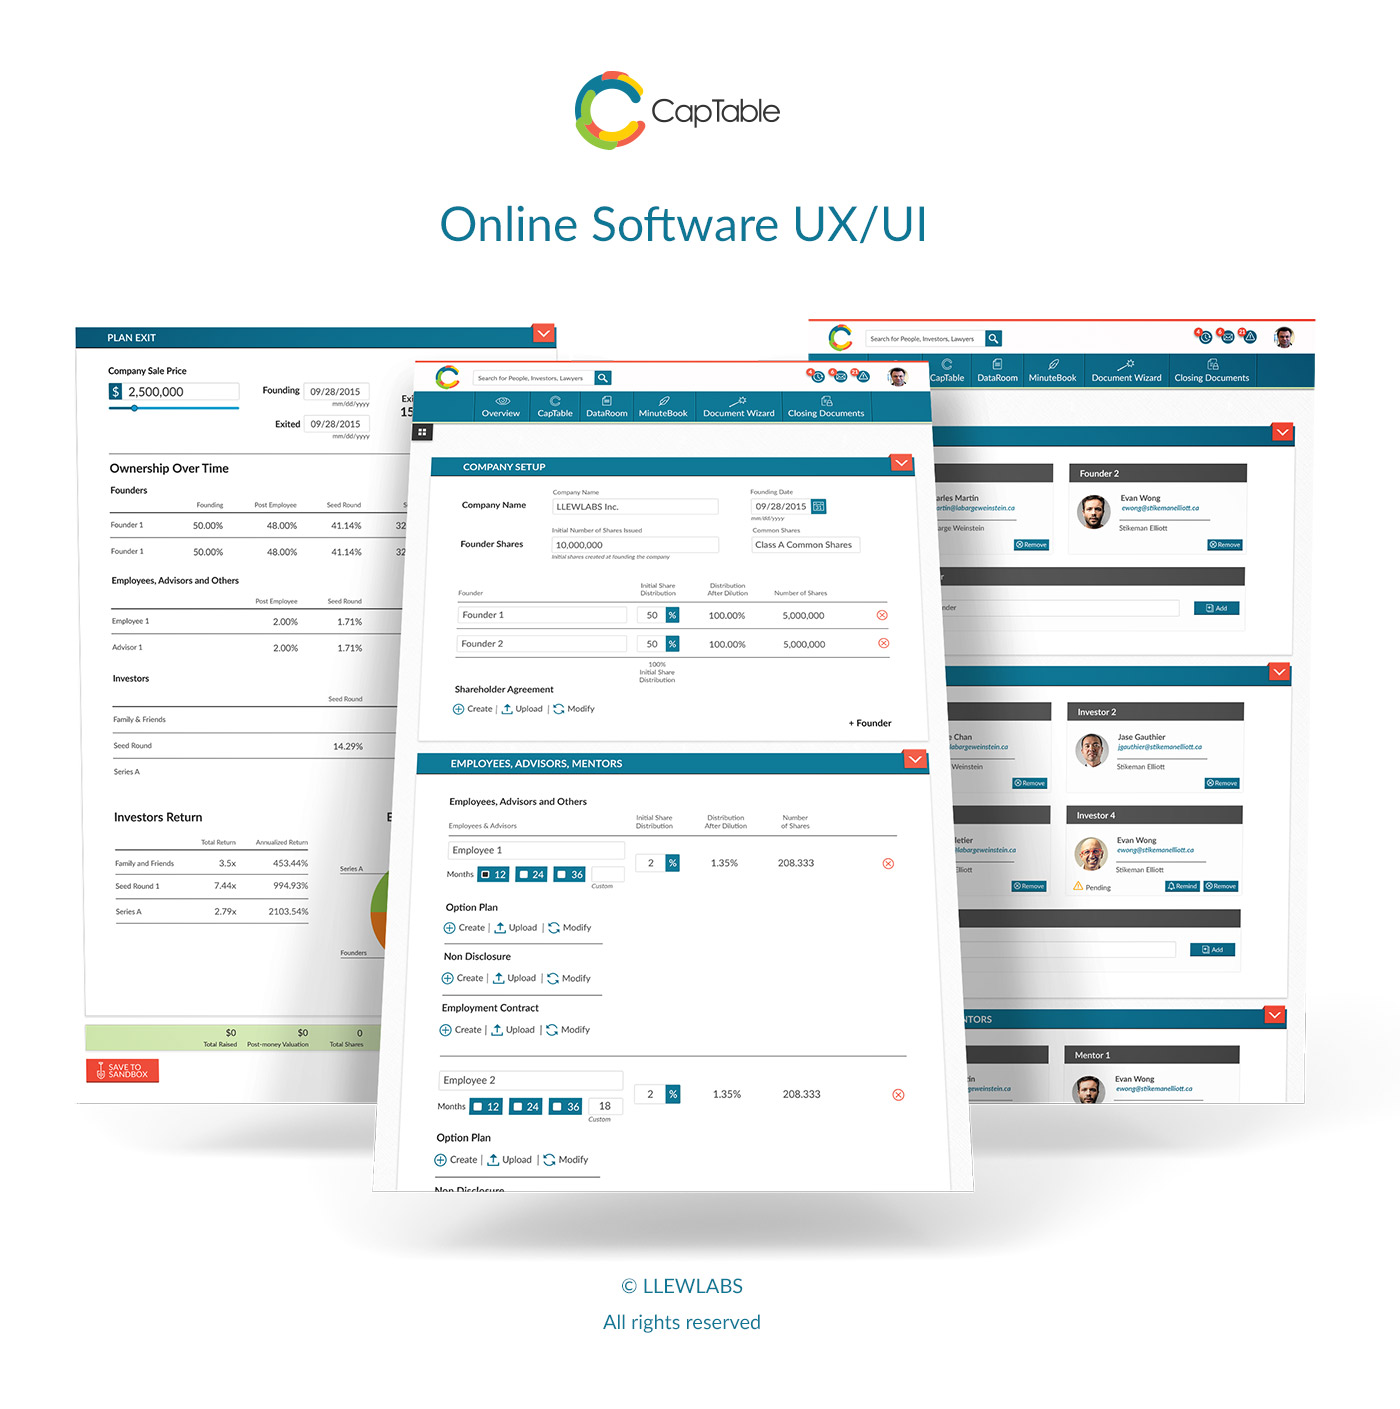 CapTable
Online Software UX/UI
PLAN EXIT
Company Sale Price
$ 2,500,000
Founding 09/28/2015
mm/dd/yyyy
Exited 09/28/2015
mm/dd/yyyy
Ownership Over Time
Founders
Founding Post Employee Seed Round
Founder 1 50.00% 48.00% 41.14% 32
Founder 1 50.00% 48.00% 41.14% 32
Employees, Advisors and Others
Post Employee Seed Round
Employee 1 2.00% 1.71%
Advisor 1 2.00% 1.71%
Investors
Seed Round
Family & Friends
Seed Round 14.29%
Series A
Investors Return
Total Return Annualized Return
Family and Friends 3.5x 453.44%
Seed Round 1 7.44x 994.93%
Series A 2.79x 2103.54%
Series A
Founders
$0 $0 0
Total Raised Post-money Valuation Total Shares
SAVE TO
SANDBOX
Search for People, Investors, Lawyers
4 6 21
Overview CapTable DataRoom MinuteBook Document Wizard Closing Documents
COMPANY SETUP
Company Name Founding Date
Company Name LLEWLABS Inc. 09/28/2015
mm/dd/yyyy
Initial Number of Shares Issued Common Shares
Founder Shares 10,000,000 Class A Common Shares
Initial shares created at founding the company
Founder Initial Share Distribution Distribution After Dilution Number of Shares
Founder 1 50 % 100.00% 5,000,000
Founder 2 50 % 100.00% 5,000,000
100%
Initial Share
Distribution
Shareholder Agreement
Create | Upload | Modify
+ Founder
EMPLOYEES, ADVISORS, MENTORS
Employees, Advisors and Others
Employees & Advisors Initial Share Distribution Distribution After Dilution Number of Shares
Employee 1 2 % 1.35% 208.333
Months 12 24 36
Custom
Option Plan
Create | Upload | Modify
Non Disclosure
Create | Upload | Modify
Employment Contract
Create | Upload | Modify
Employee 2 2 % 1.35% 208.333
Months 12 24 36 18
Custom
Option Plan
Create | Upload | Modify
Non Disclosure
Search for People, Investors, Lawyers
4 6 21
CapTable DataRoom MinuteBook Document Wizard Closing Documents
Founder 2
arles Martin
artin@labargeweinstein.ca
arge Weinstein
Remove
Evan Wong
ewong@stikemanelliott.ca
Stikeman Elliott
Remove
nder
Add
Investor 2
e Chan
labargeweinstein.ca
Weinstein
Remove
Jase Gauthier
jgauthier@stikemanelliott.ca
Stikeman Elliott
Remove
Investor 4
letier
@labargeweinstein.ca
Elliott
Remove
Evan Wong
ewong@stikemanelliott.ca
Stikeman Elliott
Pending Remind Remove
Add
NTORS
Mentor 1
tin
rgeweinstein.ca
Evan Wong
ewong@stikemanelliott.ca
© LLEWLABS
All rights reserved